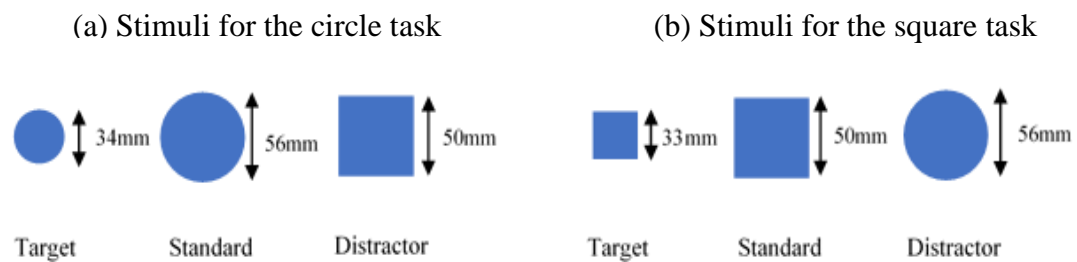 (a) Stimuli for the circle task
34mm
56mm
50mm
Target
Standard
Distractor
(b) Stimuli for the square task
33mm
50mm
56mm
Target
Standard
Distractor